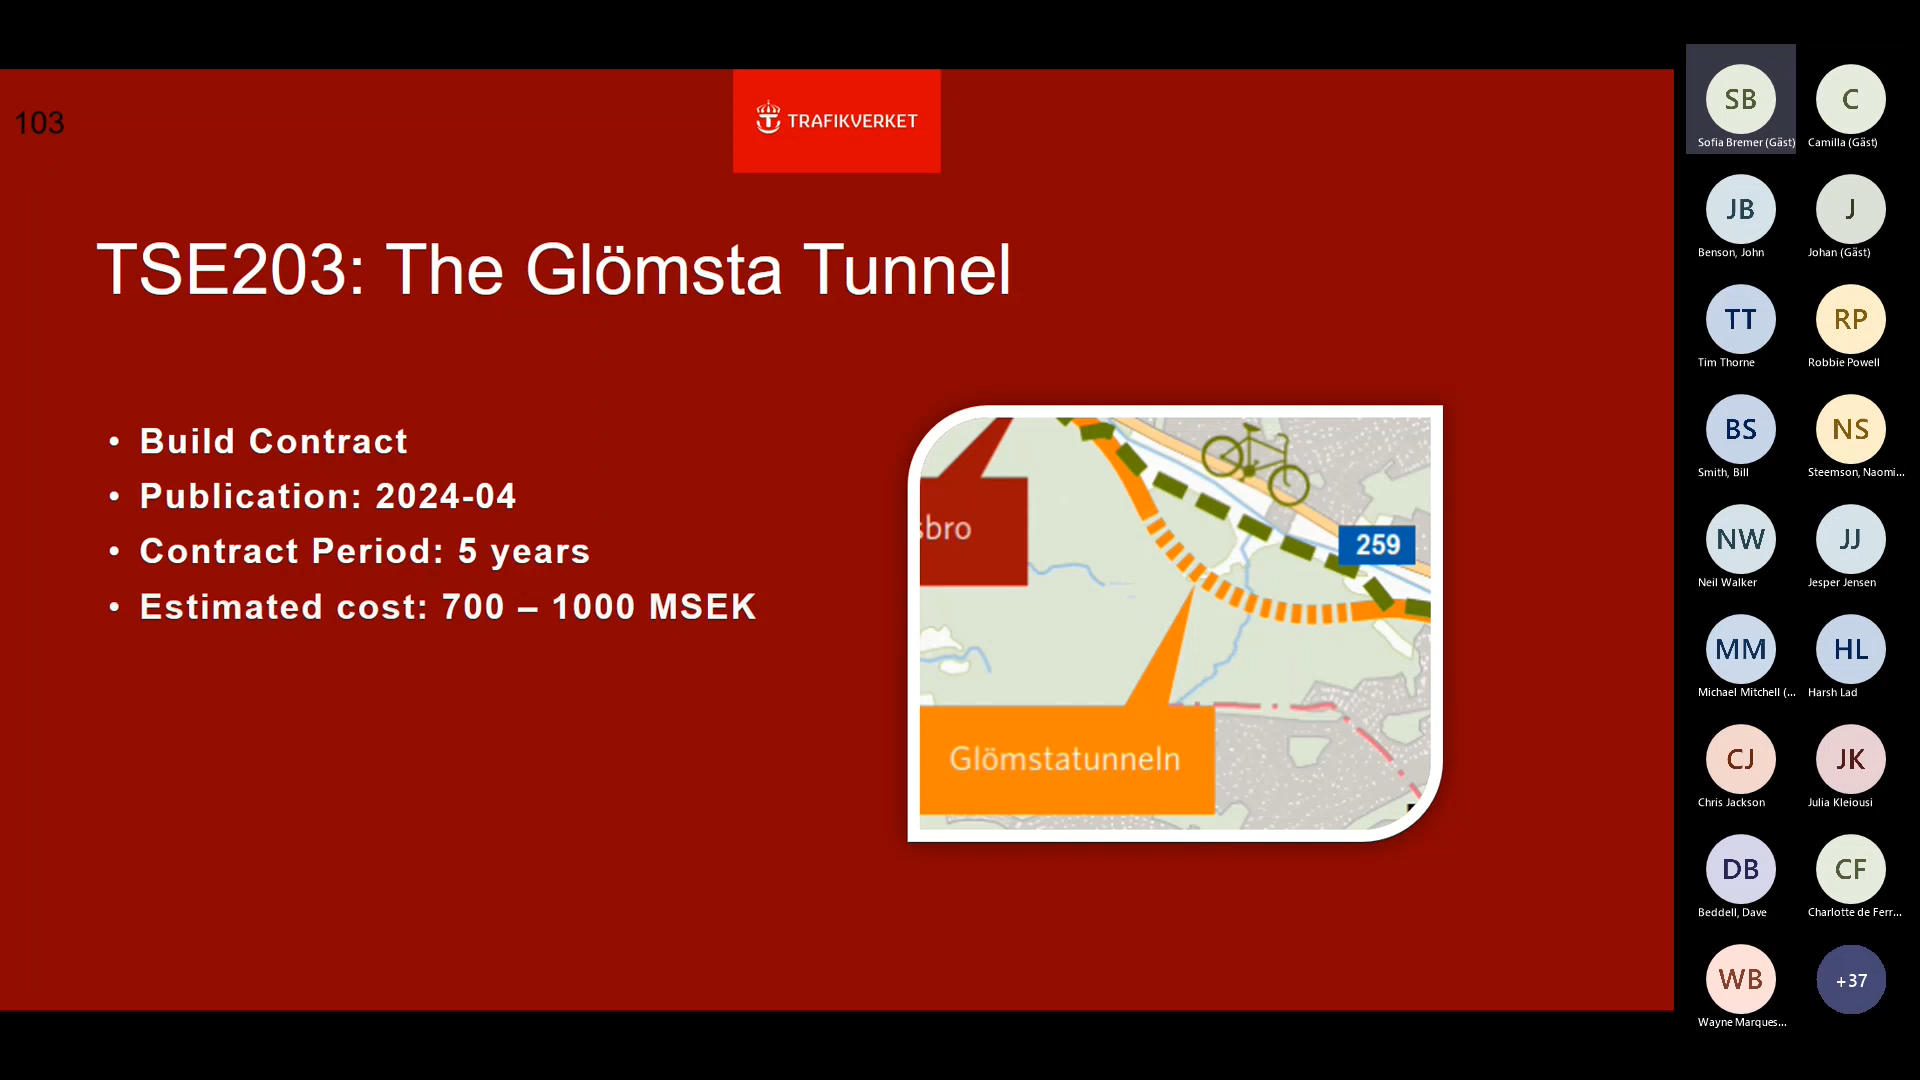 103
TRAFIKVERKET
TSE203: The Glömsta Tunnel
• Build Contract
• Publication: 2024-04
• Contract Period: 5 years
• Estimated cost: 700 – 1000 MSEK
sbro
259
Glömstatunneln
SB
Sofia Bremer (Gäst)
C
Camilla (Gäst)
JB
Benson, John
J
Johan (Gäst)
TT
Tim Thorne
RP
Robbie Powell
BS
Smith, Bill
NS
Steemson, Naomi...
NW
Neil Walker
JJ
Jesper Jensen
MM
Michael Mitchell (...
HL
Harsh Lad
CJ
Chris Jackson
JK
Julia Kleiousi
DB
Beddell, Dave
CF
Charlotte de Ferr...
WB
Wayne Marques...
+37